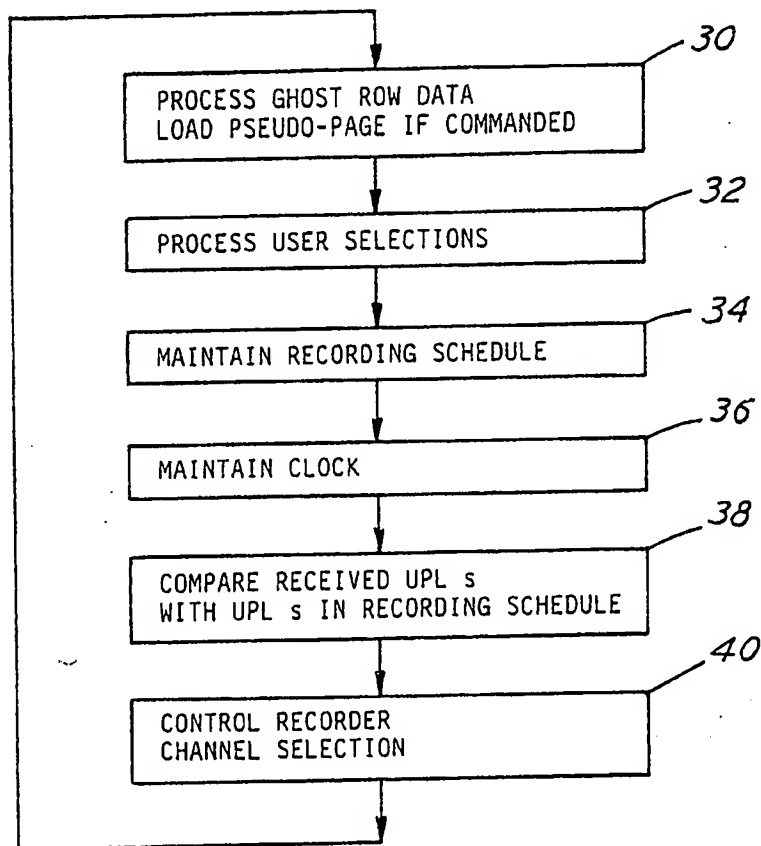 30
PROCESS GHOST ROW DATA
LOAD PSEUDO-PAGE IF COMMANDED
32
PROCESS USER SELECTIONS
34
MAINTAIN RECORDING SCHEDULE
36
MAINTAIN CLOCK
38
COMPARE RECEIVED UPL s
WITH UPL s IN RECORDING SCHEDULE
40
CONTROL RECORDER
CHANNEL SELECTION